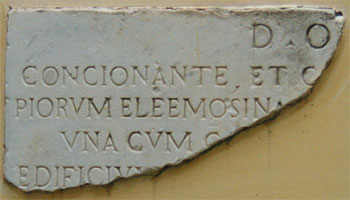 D . O
CONCIONANTE, ET C
PIORVM ELEEMOSINA
VNA CVM C
EDIFICIV